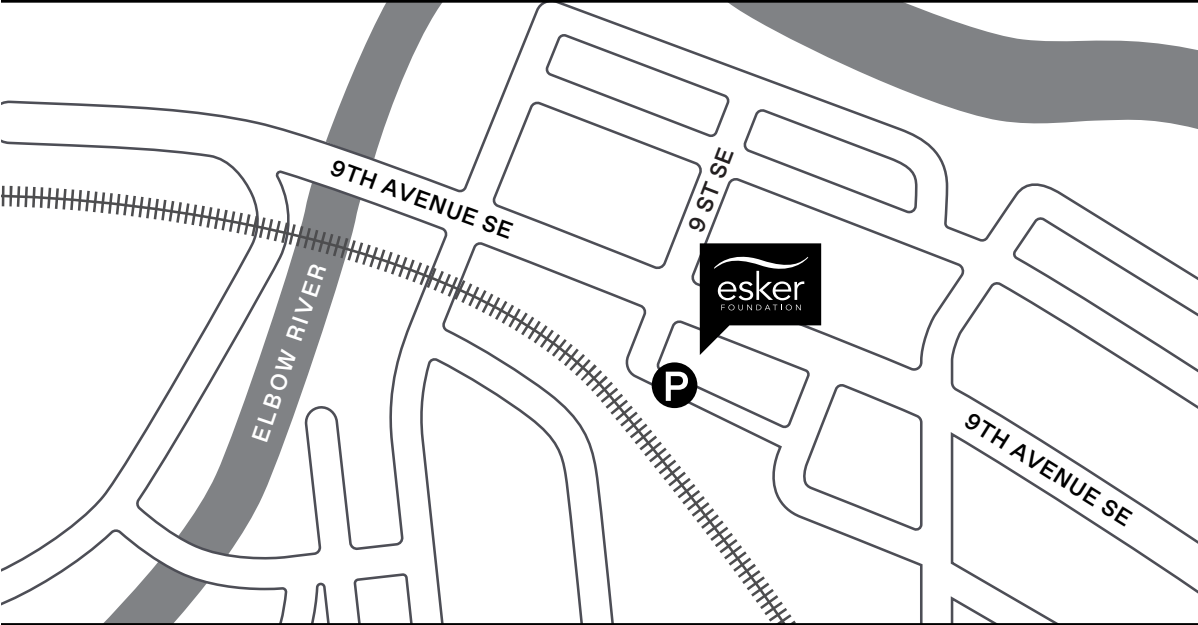 9TH AVENUE SE
9 ST SE
esker
FOUNDATION
ELBOW RIVER
P
9TH AVENUE SE